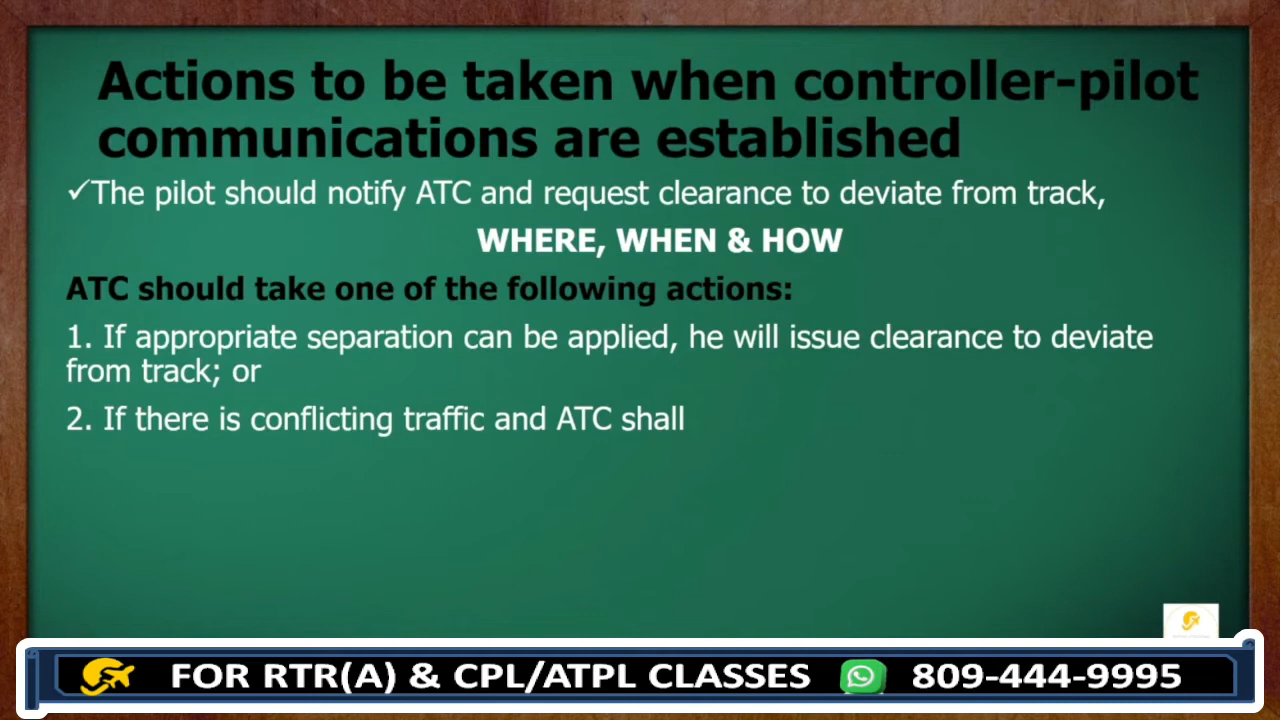 Actions to be taken when controller-pilot
communications are established
✓The pilot should notify ATC and request clearance to deviate from track,
WHERE, WHEN & HOW
ATC should take one of the following actions:
1. If appropriate separation can be applied, he will issue clearance to deviate
from track; or
2. If there is conflicting traffic and ATC shall
FOR RTR(A) & CPL/ATPL CLASSES 809-444-9995